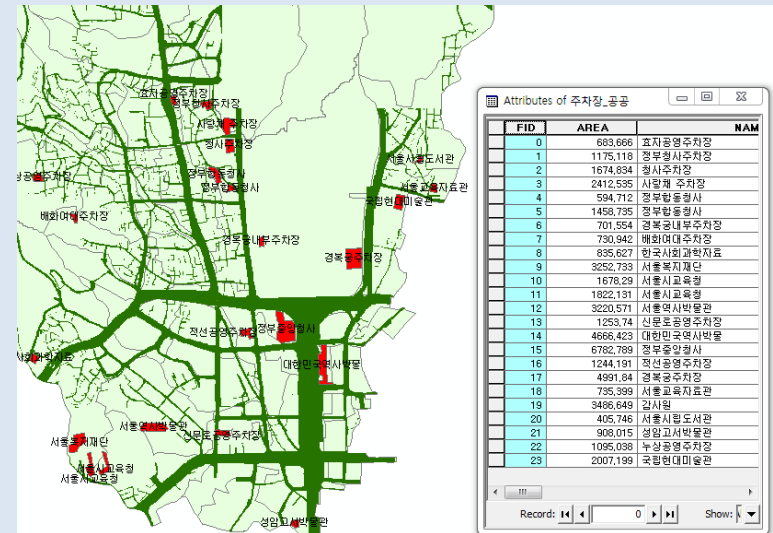 효자공영주차장
정부청사주차장
사랑채 주차장
청사주차장
서울시립도서관
정부합동청사
정부합동청사
서울교육자료관
국립현대미술관
배화여대주차장
경복궁내부주차장
경복궁주차장
적선공영주차장
정부중앙청사
대한민국역사박물
서울역사박물관
신문로공영주차장
서울복지재단
서울시교육청
서울시교육청
성암고서박물관
Attributes of 주차장_공공
FID AREA NAM
0 683,666 효자공영주차장
1 1175,118 정부청사주차장
2 1674,834 청사주차장
3 2412,535 사랑채 주차장
4 594,712 정부합동청사
5 1458,735 정부합동청사
6 701,554 경복궁내부주차장
7 730,942 배화여대주차장
8 835,627 한국사회과학자료
9 3252,733 서울복지재단
10 1678,29 서울시교육청
11 1822,131 서울시교육청
12 3220,571 서울역사박물관
13 1253,74 신문로공영주차장
14 4666,423 대한민국역사박물
15 6782,789 정부중앙청사
16 1244,191 적선공영주차장
17 4991,84 경복궁주차장
18 735,399 서울교육자료관
19 3486,649 감사원
20 405,746 서울시립도서관
21 908,015 성암고서박물관
22 1095,038 누상공영주차장
23 2007,199 국립현대미술관
Record: 0 Show: